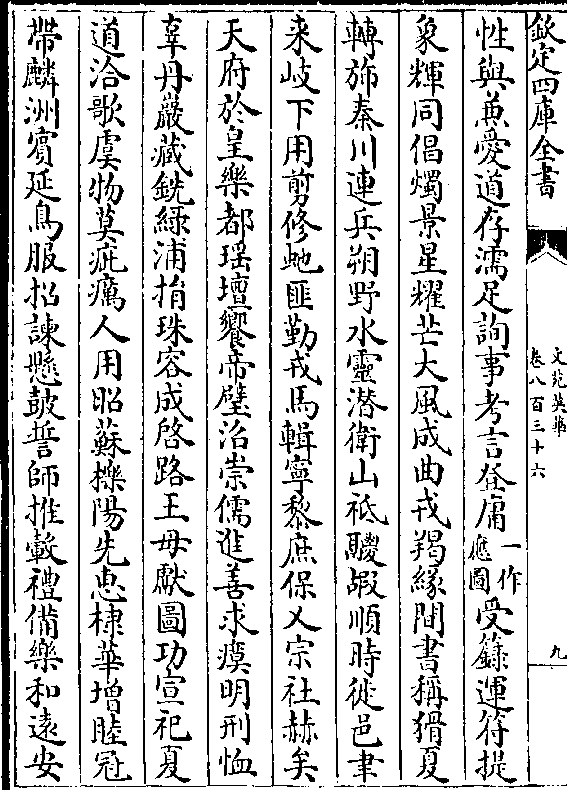 欽定四庫全書
文苑英華
卷八百三十六
九
性與兼愛道存濡足詢事考言登庸一作應圖受籙運符提
象輝同倡燭景星耀芒大風成曲戎羯緣間書稱猾夏
轉斾秦川連兵朔野水靈潜衛山祗騣嘏順時徙邑聿
来岐下用剪修虵匪勤戎馬輯寧黎庶保乂宗社赫矣
天府於皇樂都瑶壇饗帝璧沼崇儒進善求瘼明刑恤
辜丹巖藏銑緑浦捐珠容成啓路王母獻圖功宣祀夏
道洽歌虞物莫疵癘人用昭蘇櫟陽先恵棣華增睦冠
帶麟洲賔延鳥服招諫懸鼓誓師推轂禮備樂和逺安